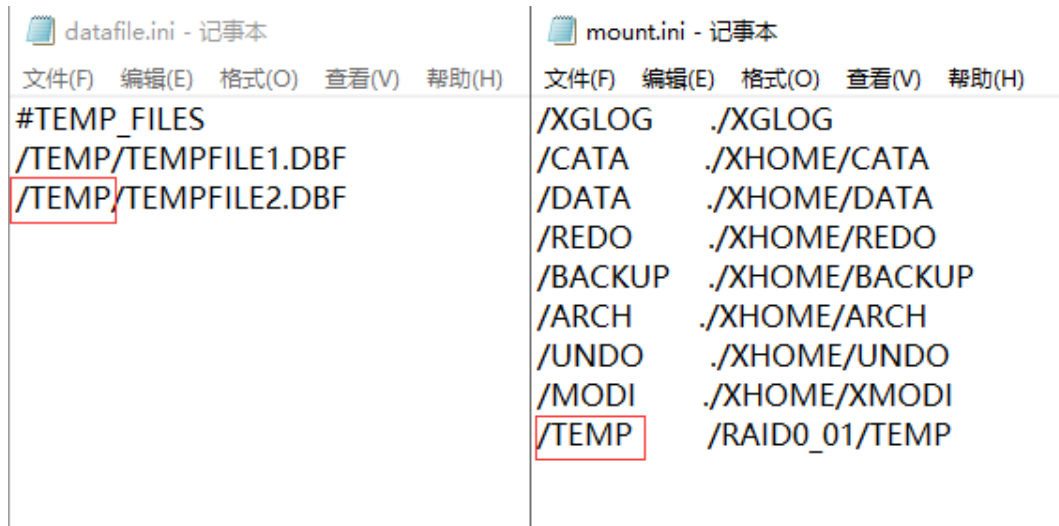 datafile.ini - 记事本
文件(F) 编辑(E) 格式(O) 查看(V) 帮助(H)
#TEMP_FILES
/TEMP/TEMPFILE1.DBF
/TEMP/TEMPFILE2.DBF
mount.ini - 记事本
文件(F) 编辑(E) 格式(O) 查看(V) 帮助(H)
/XGLOG ./XGLOG
/CATA ./XHOME/CATA
/DATA ./XHOME/DATA
/REDO ./XHOME/REDO
/BACKUP ./XHOME/BACKUP
/ARCH ./XHOME/ARCH
/UNDO ./XHOME/UNDO
/MODI ./XHOME/XMODI
/TEMP /RAID0_01/TEMP